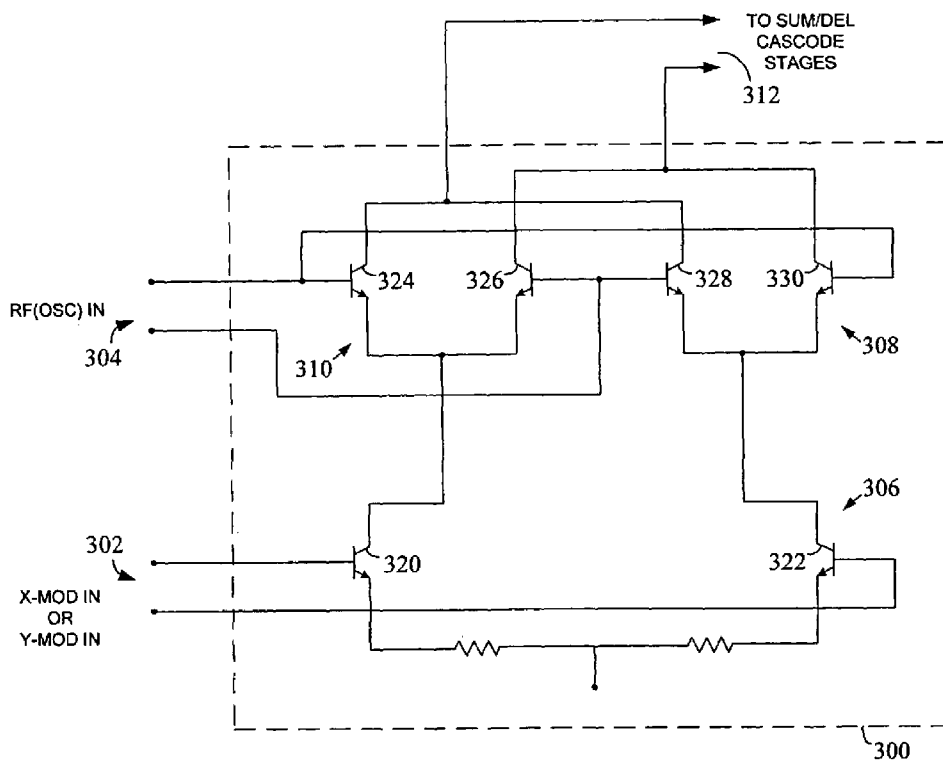 TO SUM/DEL
CASCODE
STAGES
312
324
326
328
330
RF(OSC) IN
304
310
308
306
302
320
322
X-MOD IN
OR
Y-MOD IN
300